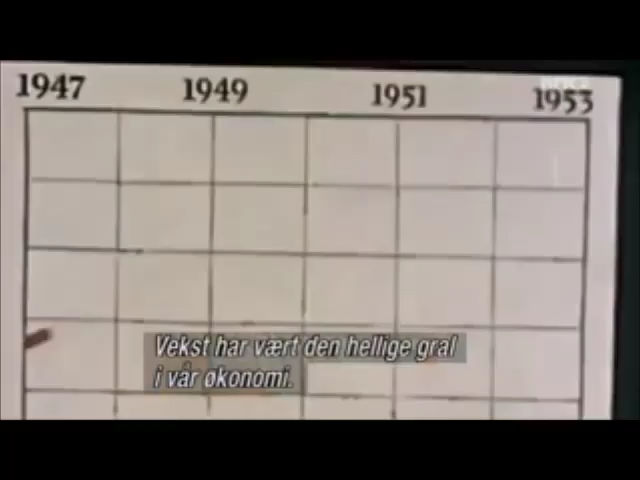 1947 1949 1951 1953
Vekst har vært den hellige gral
i vår økonomi.